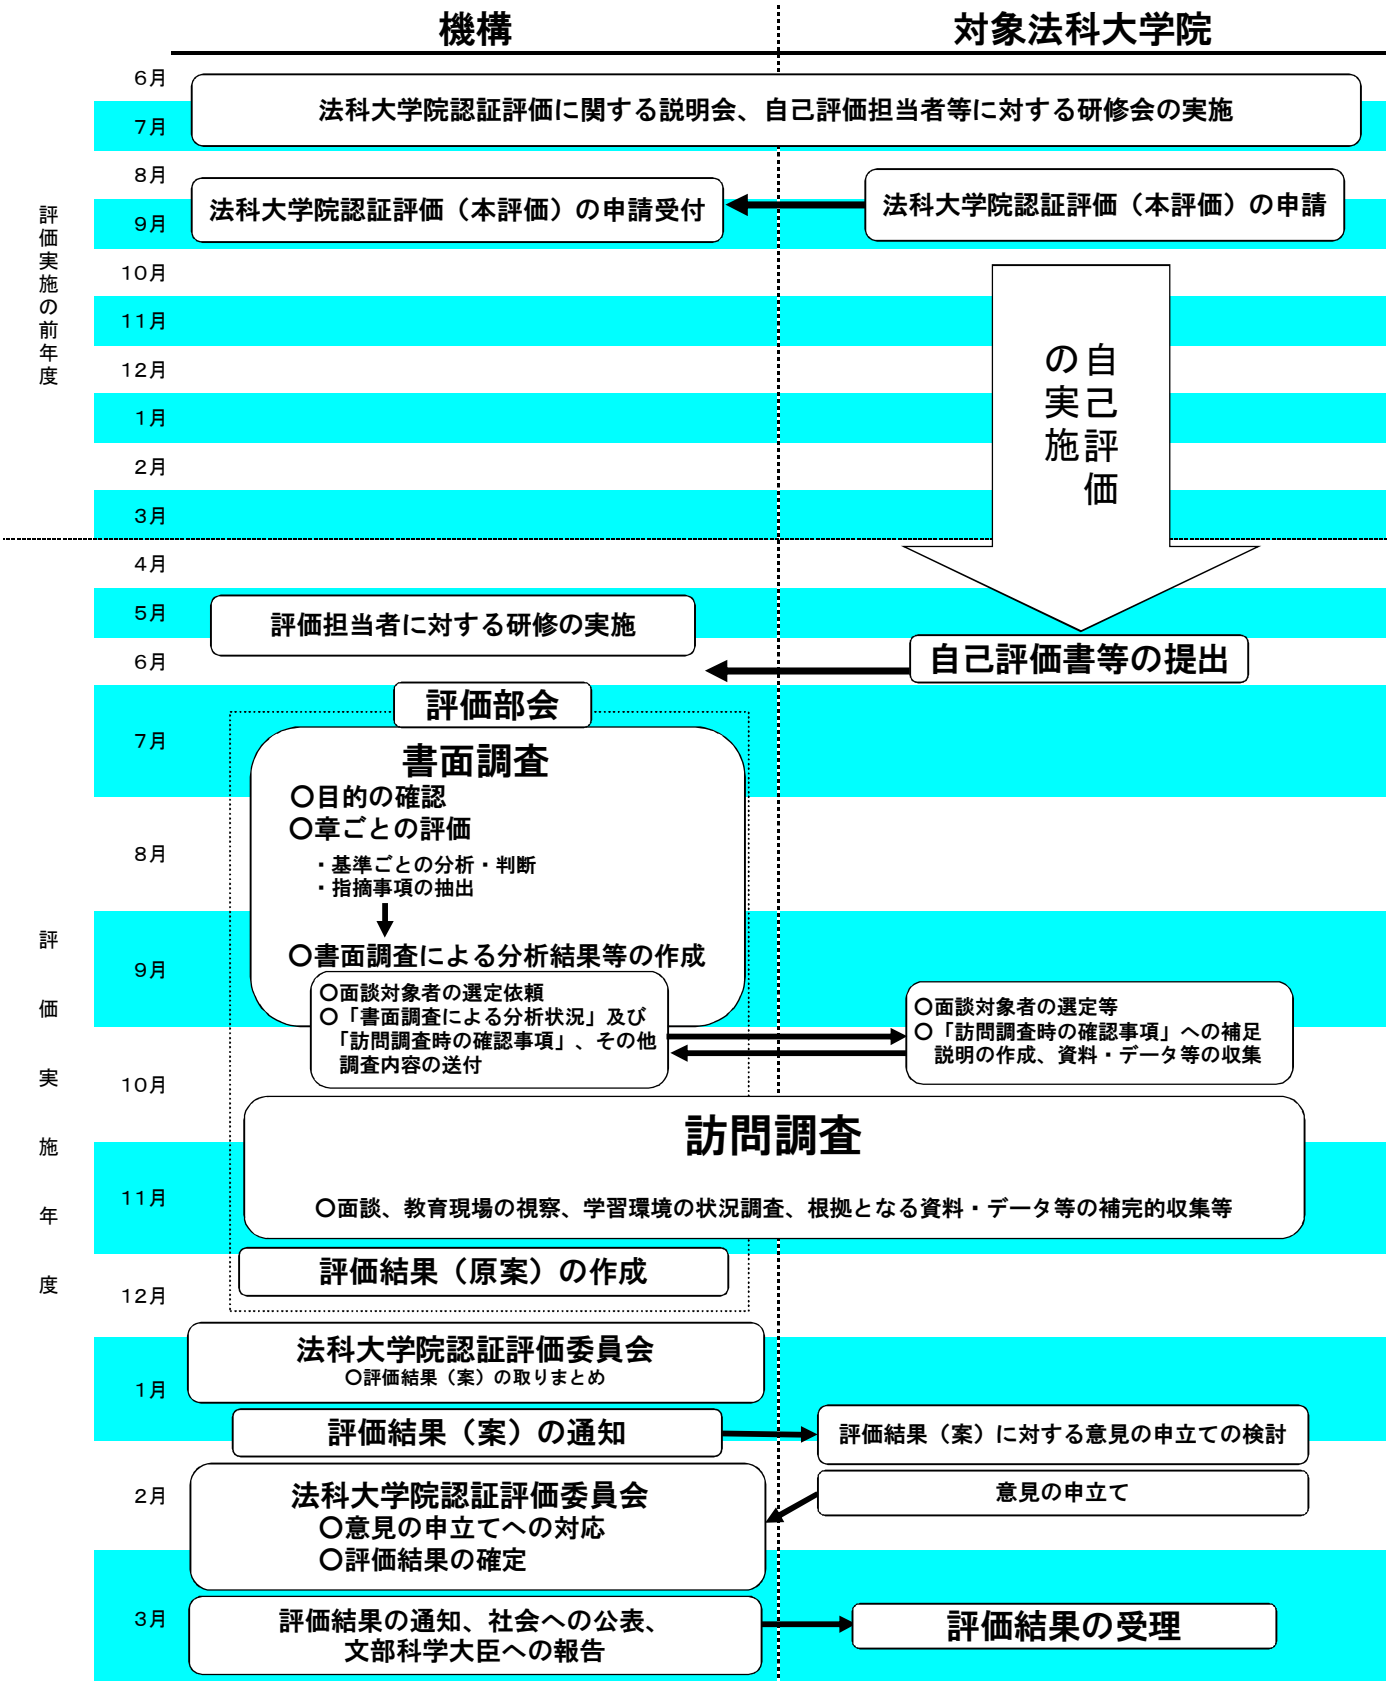 機構
対象法科大学院
評価実施の前年度
6月
法科大学院認証評価に関する説明会、自己評価担当者等に対する研修会の実施
7月
8月
法科大学院認証評価（本評価）の申請受付
法科大学院認証評価（本評価）の申請
9月
10月
11月
12月
1月
2月
3月
自己評価
の実施
評価実施年度
4月
5月
評価担当者に対する研修の実施
6月
自己評価書等の提出
評価部会
7月
書面調査
〇目的の確認
〇章ごとの評価
8月
・基準ごとの分析・判断
・指摘事項の抽出
〇書面調査による分析結果等の作成
9月
〇面談対象者の選定依頼
〇「書面調査による分析状況」及び
「訪問調査時の確認事項」、その他
調査内容の送付
〇面談対象者の選定等
〇「訪問調査時の確認事項」への補足
説明の作成、資料・データ等の収集
10月
訪問調査
11月
〇面談、教育現場の視察、学習環境の状況調査、根拠となる資料・データ等の補完的収集等
評価結果（原案）の作成
12月
法科大学院認証評価委員会
〇評価結果（案）の取りまとめ
1月
評価結果（案）の通知
評価結果（案）に対する意見の申立ての検討
意見の申立て
2月
法科大学院認証評価委員会
〇意見の申立てへの対応
〇評価結果の確定
3月
評価結果の通知、社会への公表、
文部科学大臣への報告
評価結果の受理